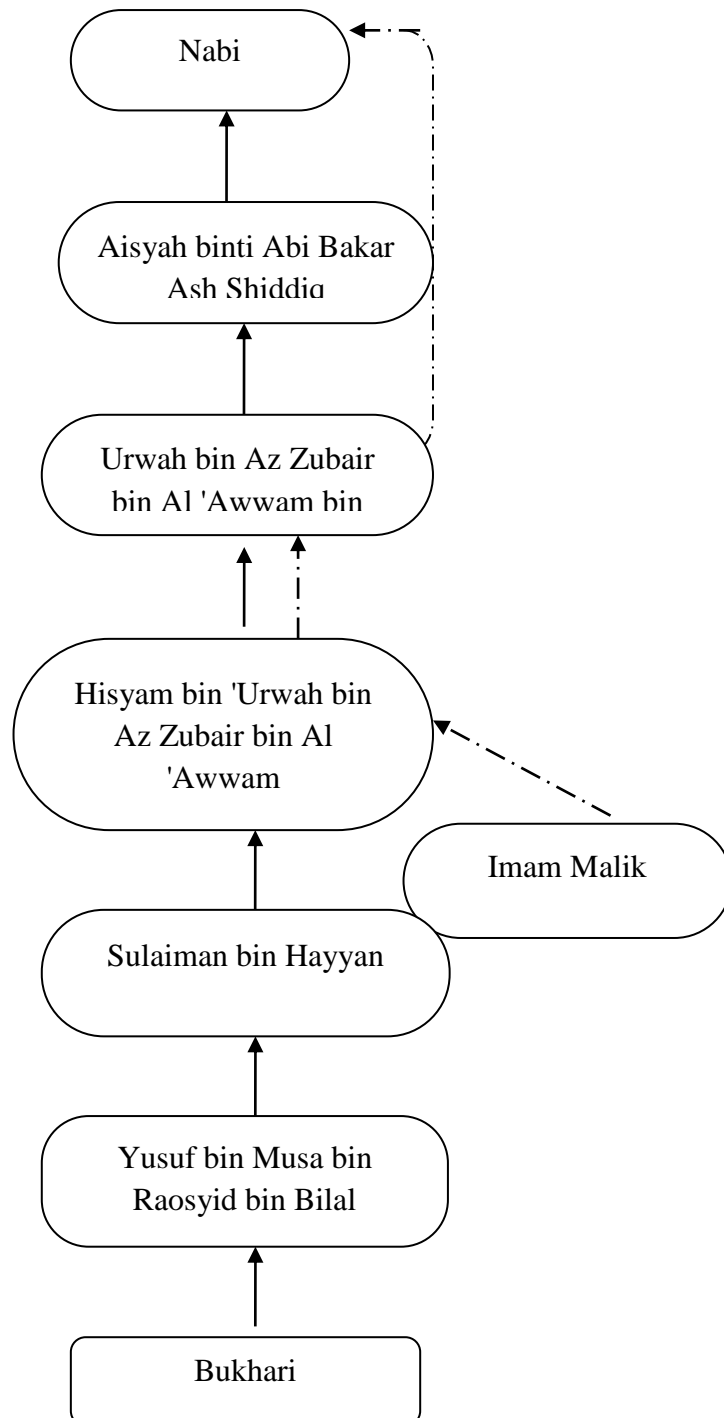 Nabi
Aisyah binti Abi Bakar
Ash Shiddiq
Urwah bin Az Zubair
bin Al 'Awwam bin
Hisyam bin 'Urwah bin
Az Zubair bin Al
'Awwam
Imam Malik
Sulaiman bin Hayyan
Yusuf bin Musa bin
Raosyid bin Bilal
Bukhari